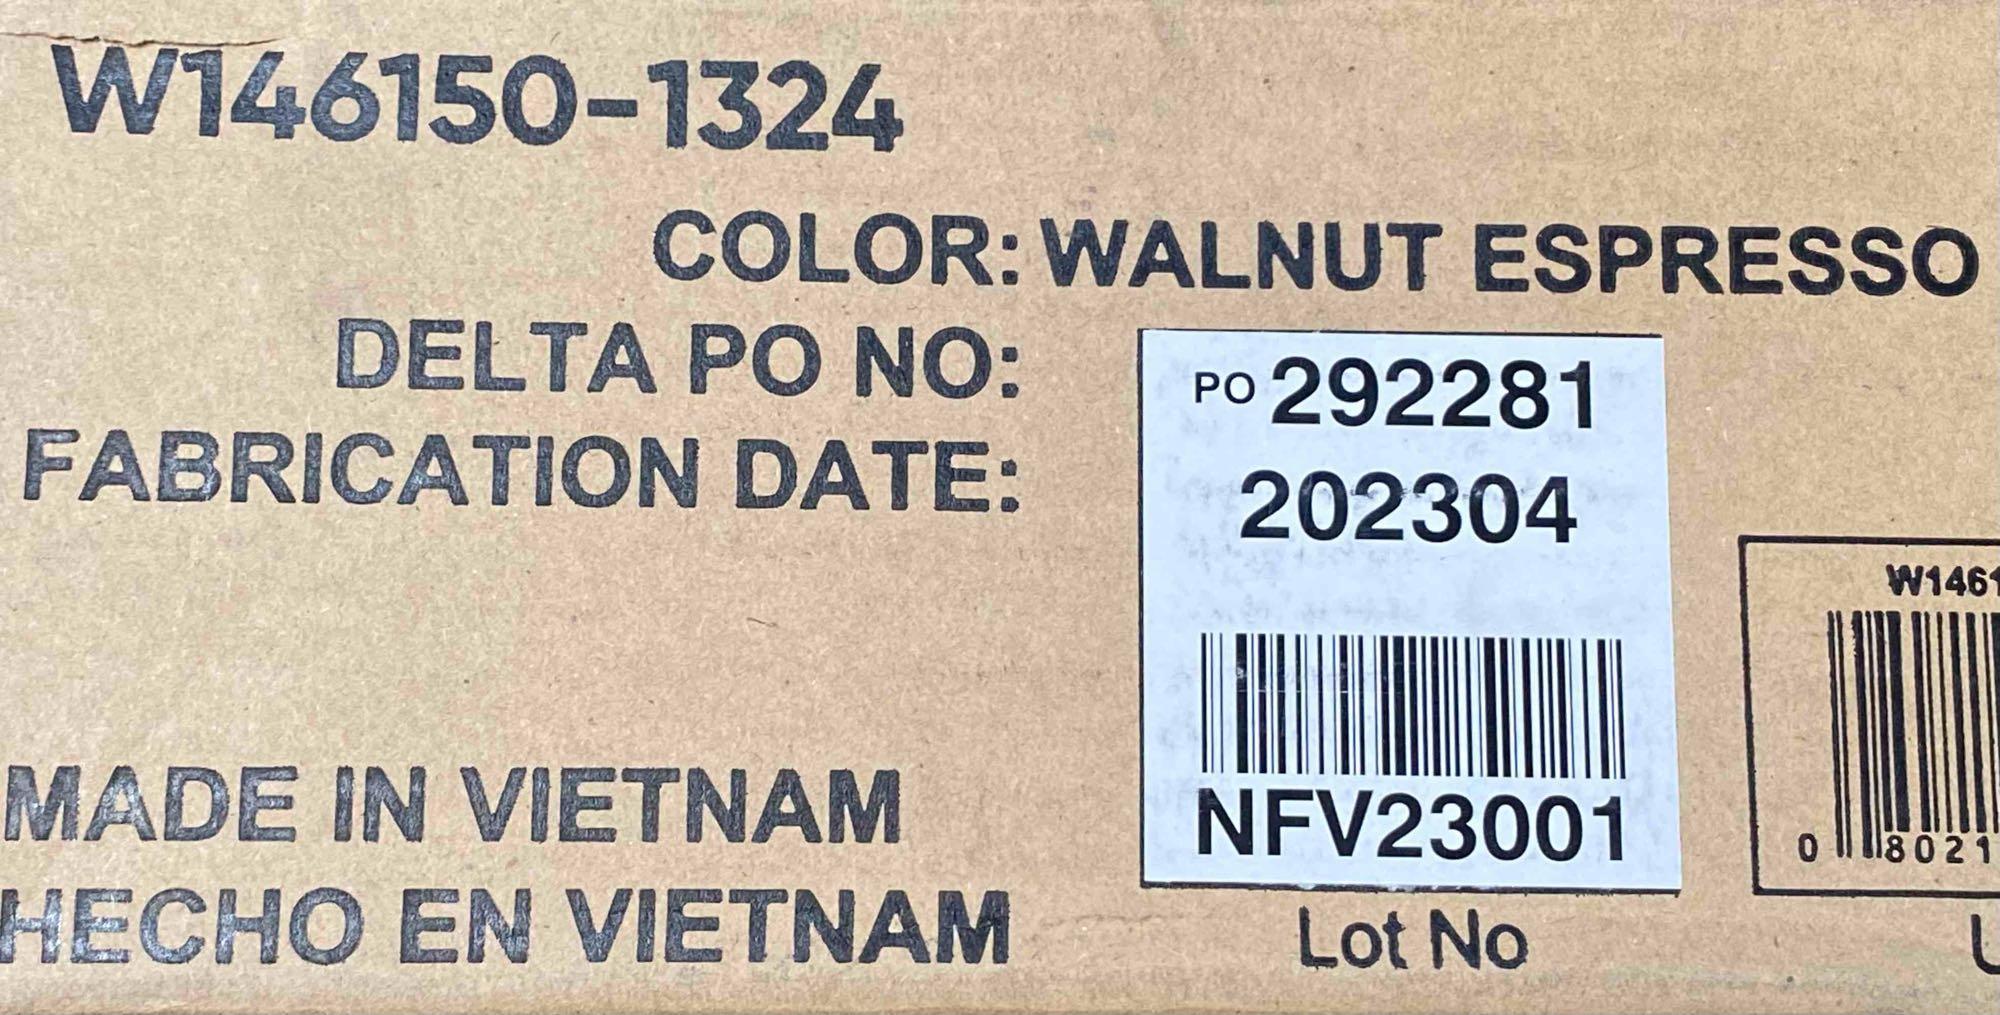 W146150-1324
COLOR: WALNUT ESPRESSO
DELTA PO NO:
PO 292281
FABRICATION DATE:
202304
NFV23001
Lot No
MADE IN VIETNAM
HECHO EN VIETNAM
W1461
0 8021
U